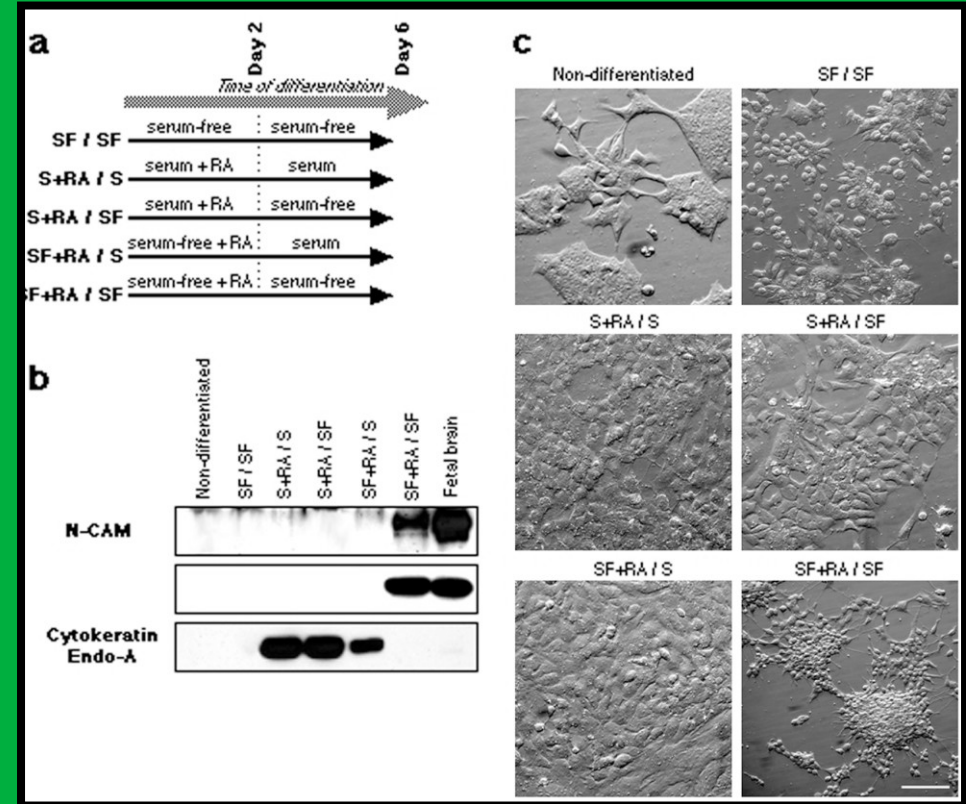 a
Day 2
Day 6
Time of differentiation
SF / SF
serum-free
serum-free
S+RA / S
serum +RA
serum
S+RA / SF
serum +RA
serum-free
SF+RA / S
serum-free +RA
serum
SF+RA / SF
serum-free +RA
serum-free
b
Non-differentiated
SF / SF
S+RA / S
S+RA / SF
SF+RA / S
SF+RA / SF
Fetal brain
N-CAM
Cytokeratin
Endo-A
c
Non-differentiated
SF / SF
S+RA / S
S+RA / SF
SF+RA / S
SF+RA / SF